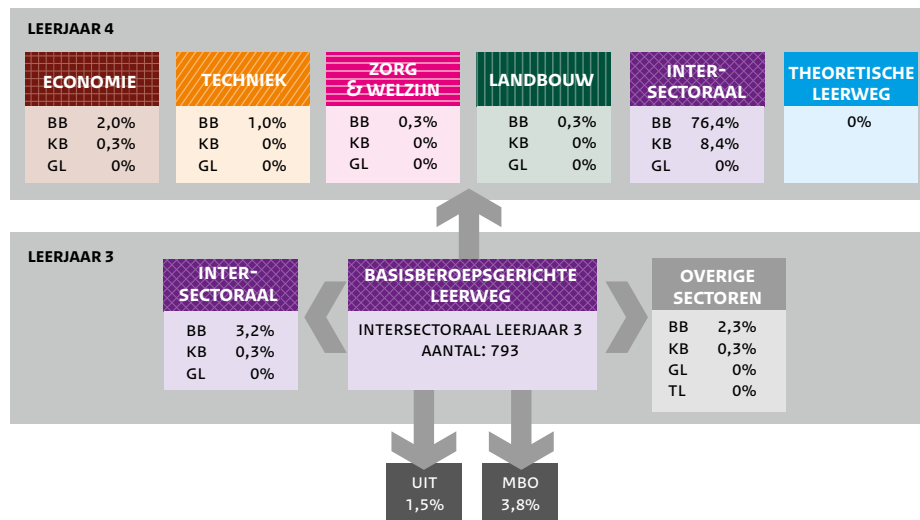 LEERJAAR 4
ECONOMIE
BB 2,0%
KB 0,3%
GL 0%
TECHNIEK
BB 1,0%
KB 0%
GL 0%
ZORG
& WELZIJN
BB 0,3%
KB 0%
GL 0%
LANDBOUW
BB 0,3%
KB 0%
GL 0%
INTER-
SECTORAAL
BB 76,4%
KB 8,4%
GL 0%
THEORETISCHE
LEERWEG
0%
LEERJAAR 3
INTER-
SECTORAAL
BB 3,2%
KB 0,3%
GL 0%
BASISBEROEPSGERICHTE
LEERWEG
INTERSECTORAAL LEERJAAR 3
AANTAL: 793
OVERIGE
SECTOREN
BB 2,3%
KB 0,3%
GL 0%
TL 0%
UIT
1,5%
MBO
3,8%